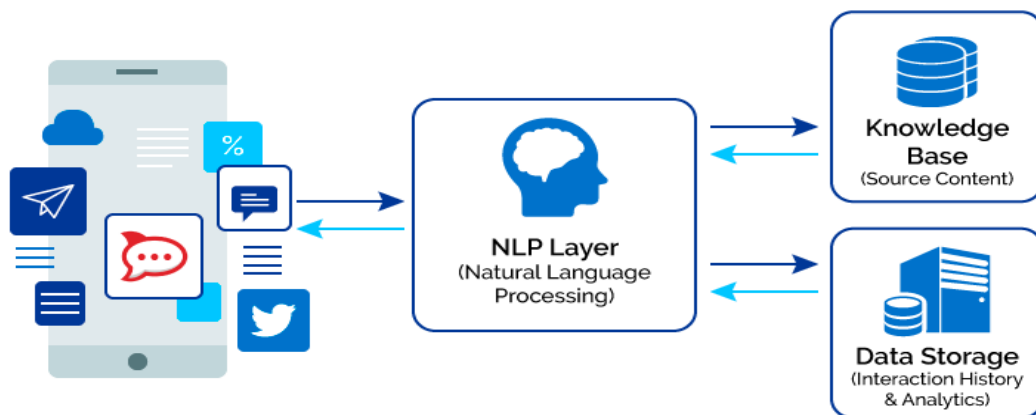 %
NLP Layer
(Natural Language
Processing)
Knowledge
Base
(Source Content)
Data Storage
(Interaction History
& Analytics)